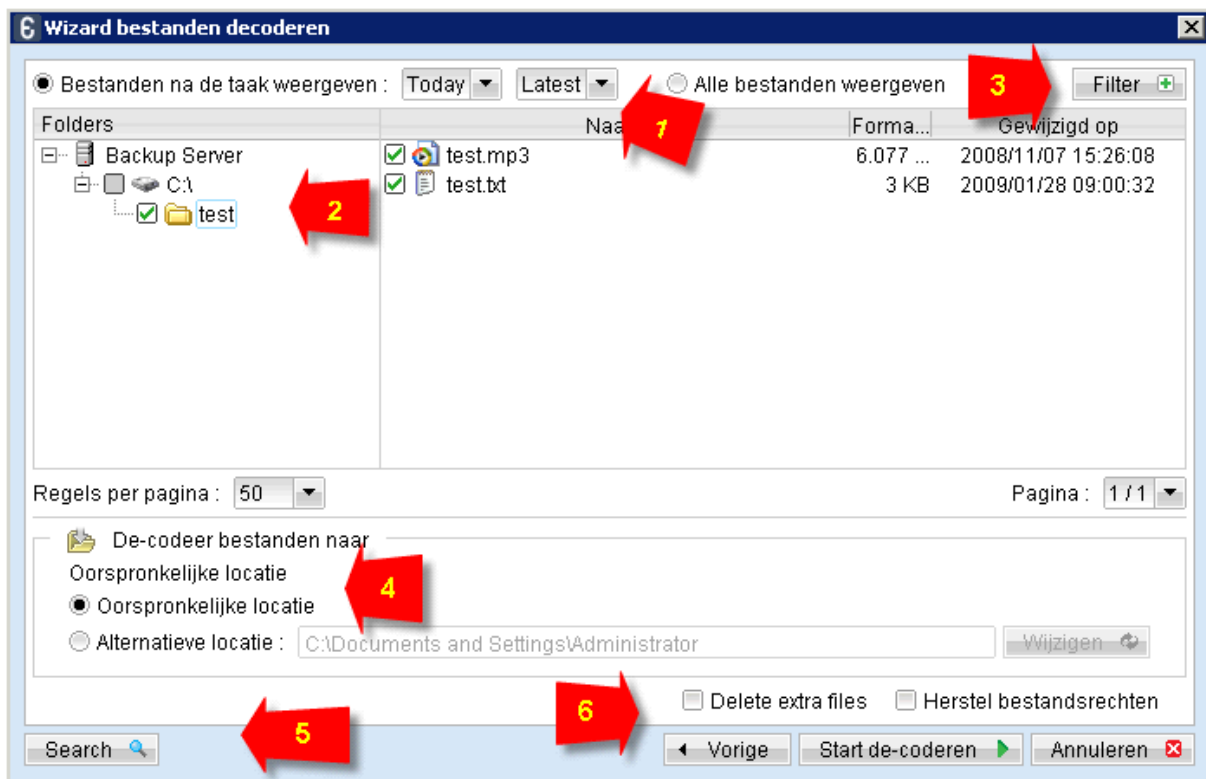 Wizard bestanden decoderen
Bestanden na de taak weergeven : Today Latest Alle bestanden weergeven 3 Filter
Folders Naa 1 Forma... Gewijzigd op
Backup Server test.mp3 6.077 ... 2008/11/07 15:26:08
C:\ test.txt 3 KB 2009/01/28 09:00:32
test 2
Regels per pagina : 50 Pagina : 1 / 1
De-codeer bestanden naar
Oorspronkelijke locatie
Oorspronkelijke locatie 4
Alternatieve locatie : C:\Documents and Settings\Administrator Wijzigen
6 Delete extra files Herstel bestandsrechten
Search 5 Vorige Start de-coderen Annuleren